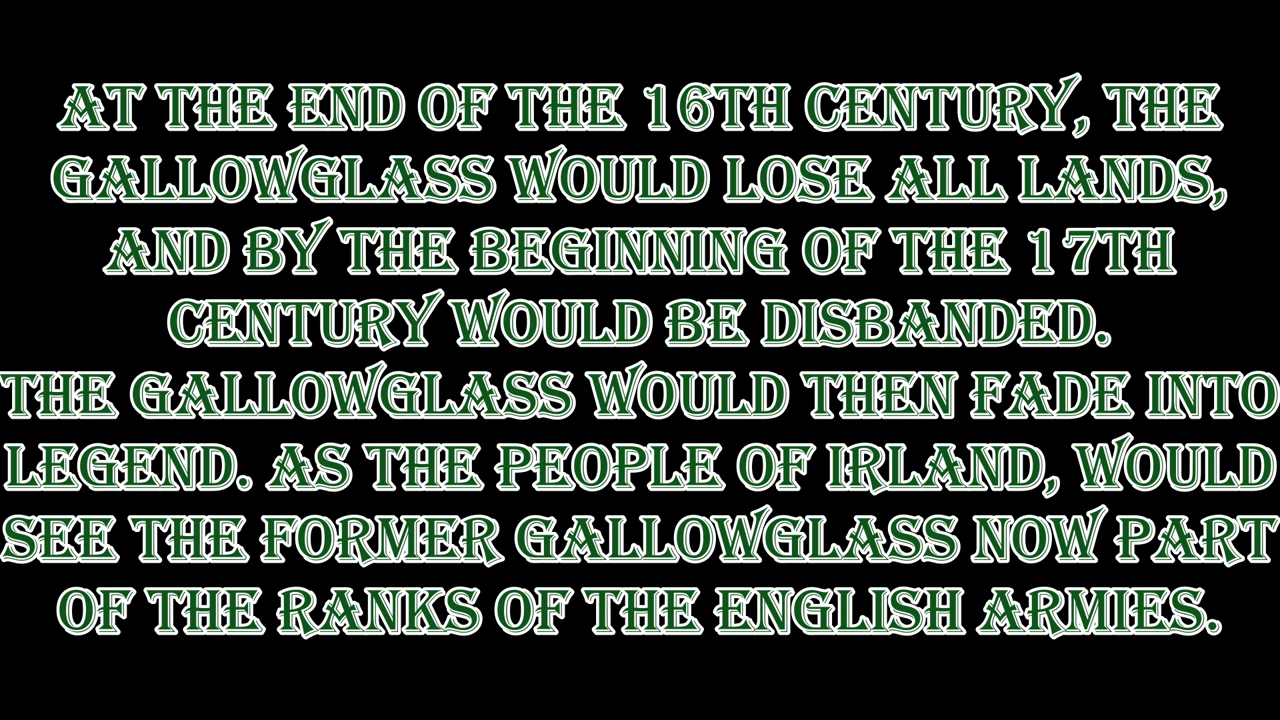 AT THE END OF THE 16TH CENTURY, THE
GALLOWGLASS WOULD LOSE ALL LANDS,
AND BY THE BEGINNING OF THE 17TH
CENTURY WOULD BE DISBANDED.
THE GALLOWGLASS WOULD THEN FADE INTO
LEGEND. AS THE PEOPLE OF IRLAND, WOULD
SEE THE FORMER GALLOWGLASS NOW PART
OF THE RANKS OF THE ENGLISH ARMIES.